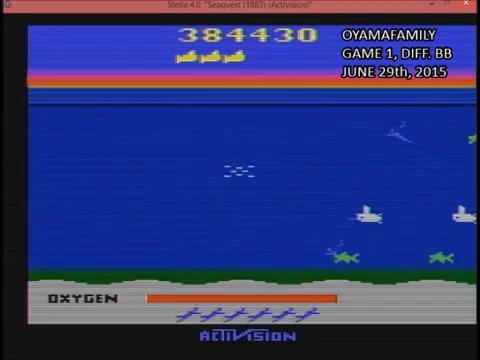 Stella 4.0: "Seaquest (1983) (Activision)"
384430
OYAMAFAMILY
GAME 1, DIFF. BB
JUNE 29th, 2015
OXYGEN
ACTIVISION